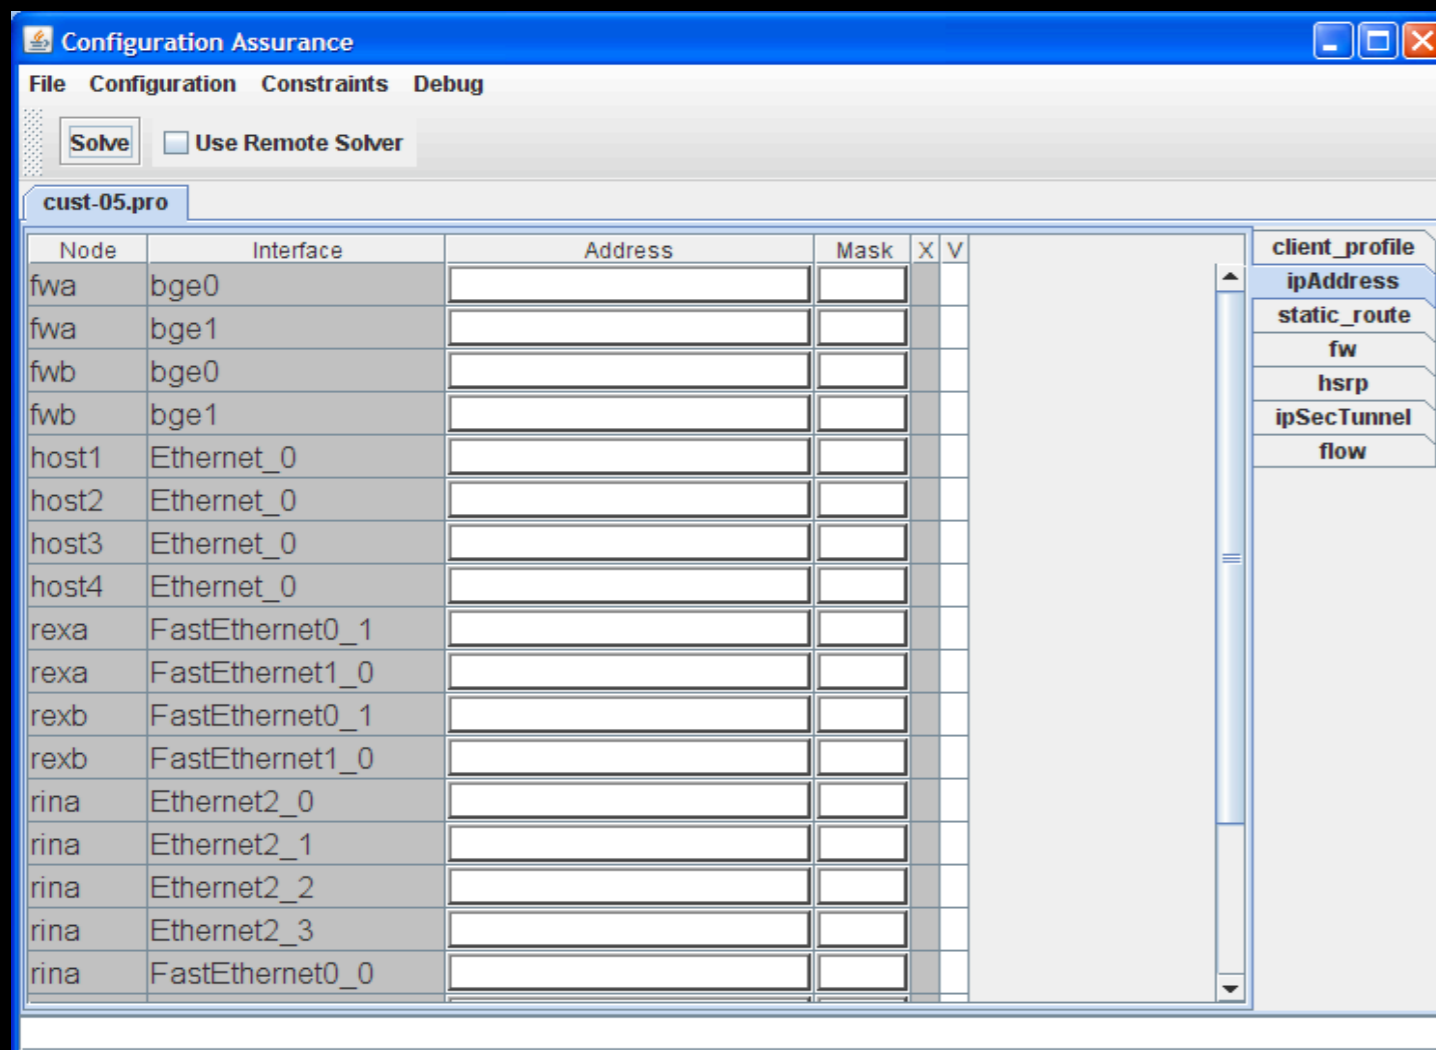 Configuration Assurance
File Configuration Constraints Debug
Solve Use Remote Solver
cust-05.pro
Node Interface Address Mask X V
fwa bge0
fwa bge1
fwb bge0
fwb bge1
host1 Ethernet_0
host2 Ethernet_0
host3 Ethernet_0
host4 Ethernet_0
rexa FastEthernet0_1
rexa FastEthernet1_0
rexb FastEthernet0_1
rexb FastEthernet1_0
rina Ethernet2_0
rina Ethernet2_1
rina Ethernet2_2
rina Ethernet2_3
rina FastEthernet0_0
client_profile
ipAddress
static_route
fw
hsrp
ipSecTunnel
flow